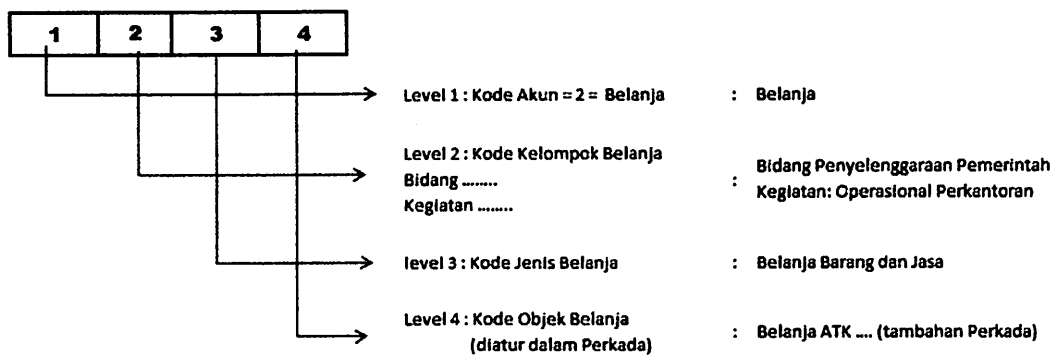 1 2 3 4
Level 1 : Kode Akun = 2 = Belanja : Belanja
Level 2 : Kode Kelompok Belanja
Bidang ........
Kegiatan ........
: Bidang Penyelenggaraan Pemerintah
Kegiatan: Operasional Perkantoran
level 3 : Kode Jenis Belanja : Belanja Barang dan Jasa
Level 4 : Kode Objek Belanja
(diatur dalam Perkada)
: Belanja ATK .... (tambahan Perkada)